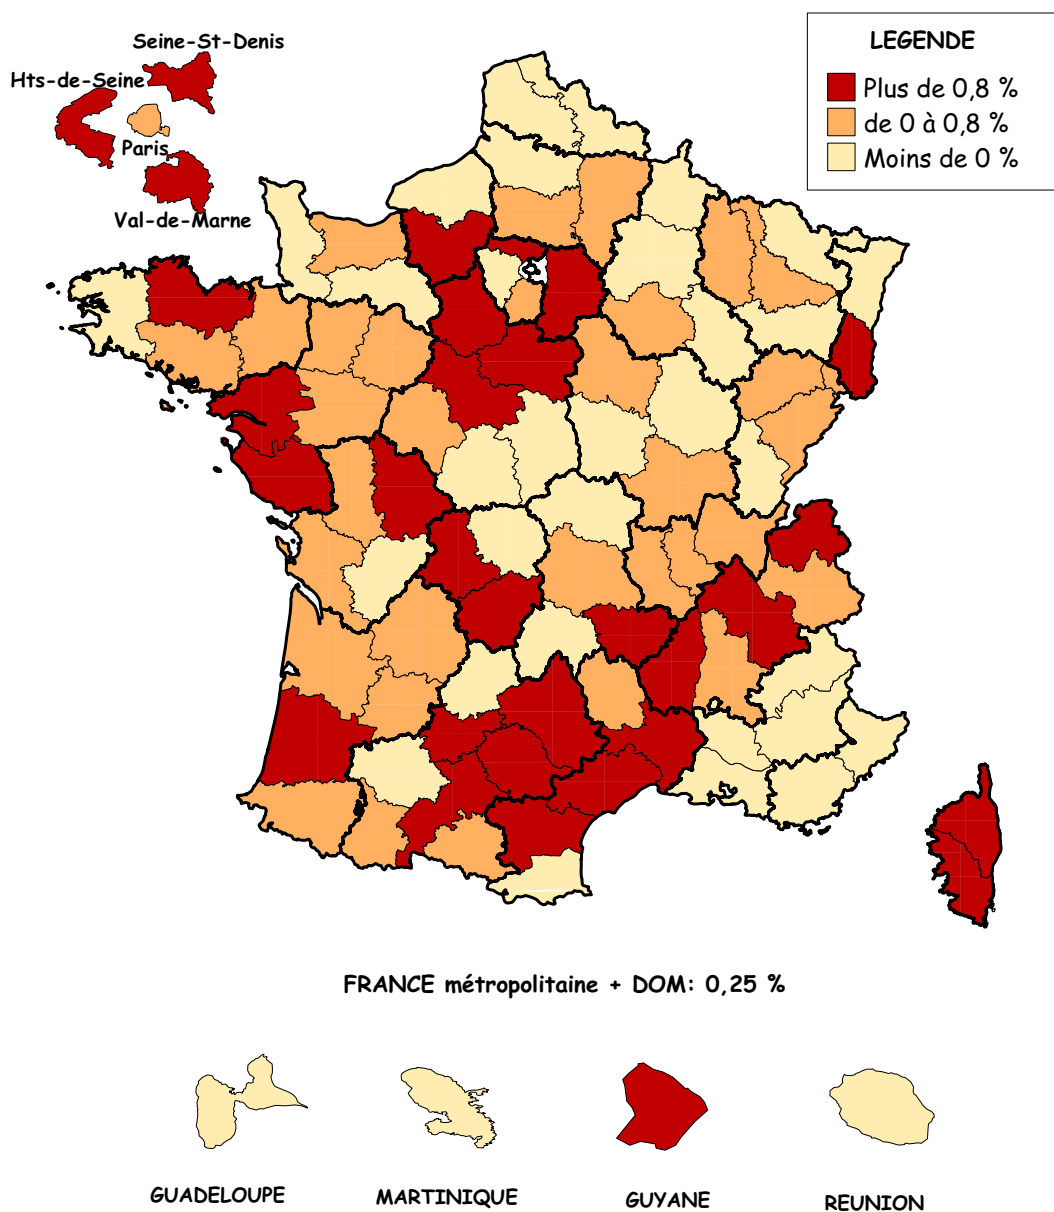 Seine-St-Denis
Hts-de-Seine
Paris
Val-de-Marne
LEGENDE
Plus de 0,8 %
de 0 à 0,8 %
Moins de 0 %
FRANCE métropolitaine + DOM: 0,25 %
GUADELOUPE
MARTINIQUE
GUYANE
REUNION